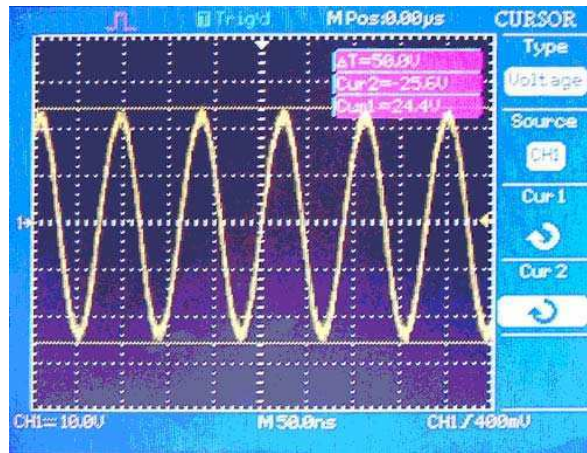 Trig'd M Pos:0.00µs CURSOR
Type
Voltage
Source
CH1
Cur 1
Cur 2
ΔT=50.0V
Cur2=-25.6V
Cur1=24.4V
1
CH1= 10.0V M 50.0ns CH1 / 400mV